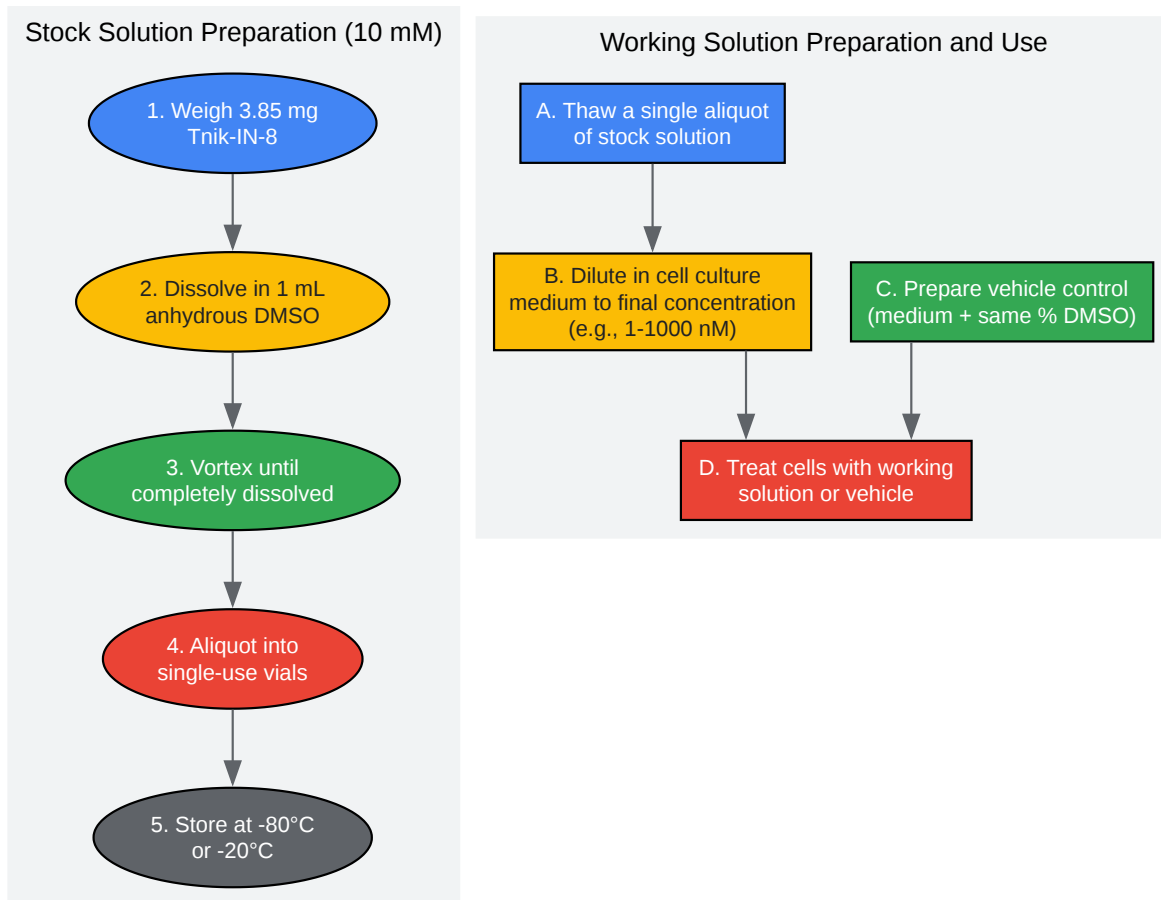 Stock Solution Preparation (10 mM)
1. Weigh 3.85 mg
Tnik-IN-8
2. Dissolve in 1 mL
anhydrous DMSO
3. Vortex until
completely dissolved
4. Aliquot into
single-use vials
5. Store at -80°C
or -20°C
Working Solution Preparation and Use
A. Thaw a single aliquot
of stock solution
B. Dilute in cell culture
medium to final concentration
(e.g., 1-1000 nM)
C. Prepare vehicle control
(medium + same % DMSO)
D. Treat cells with working
solution or vehicle